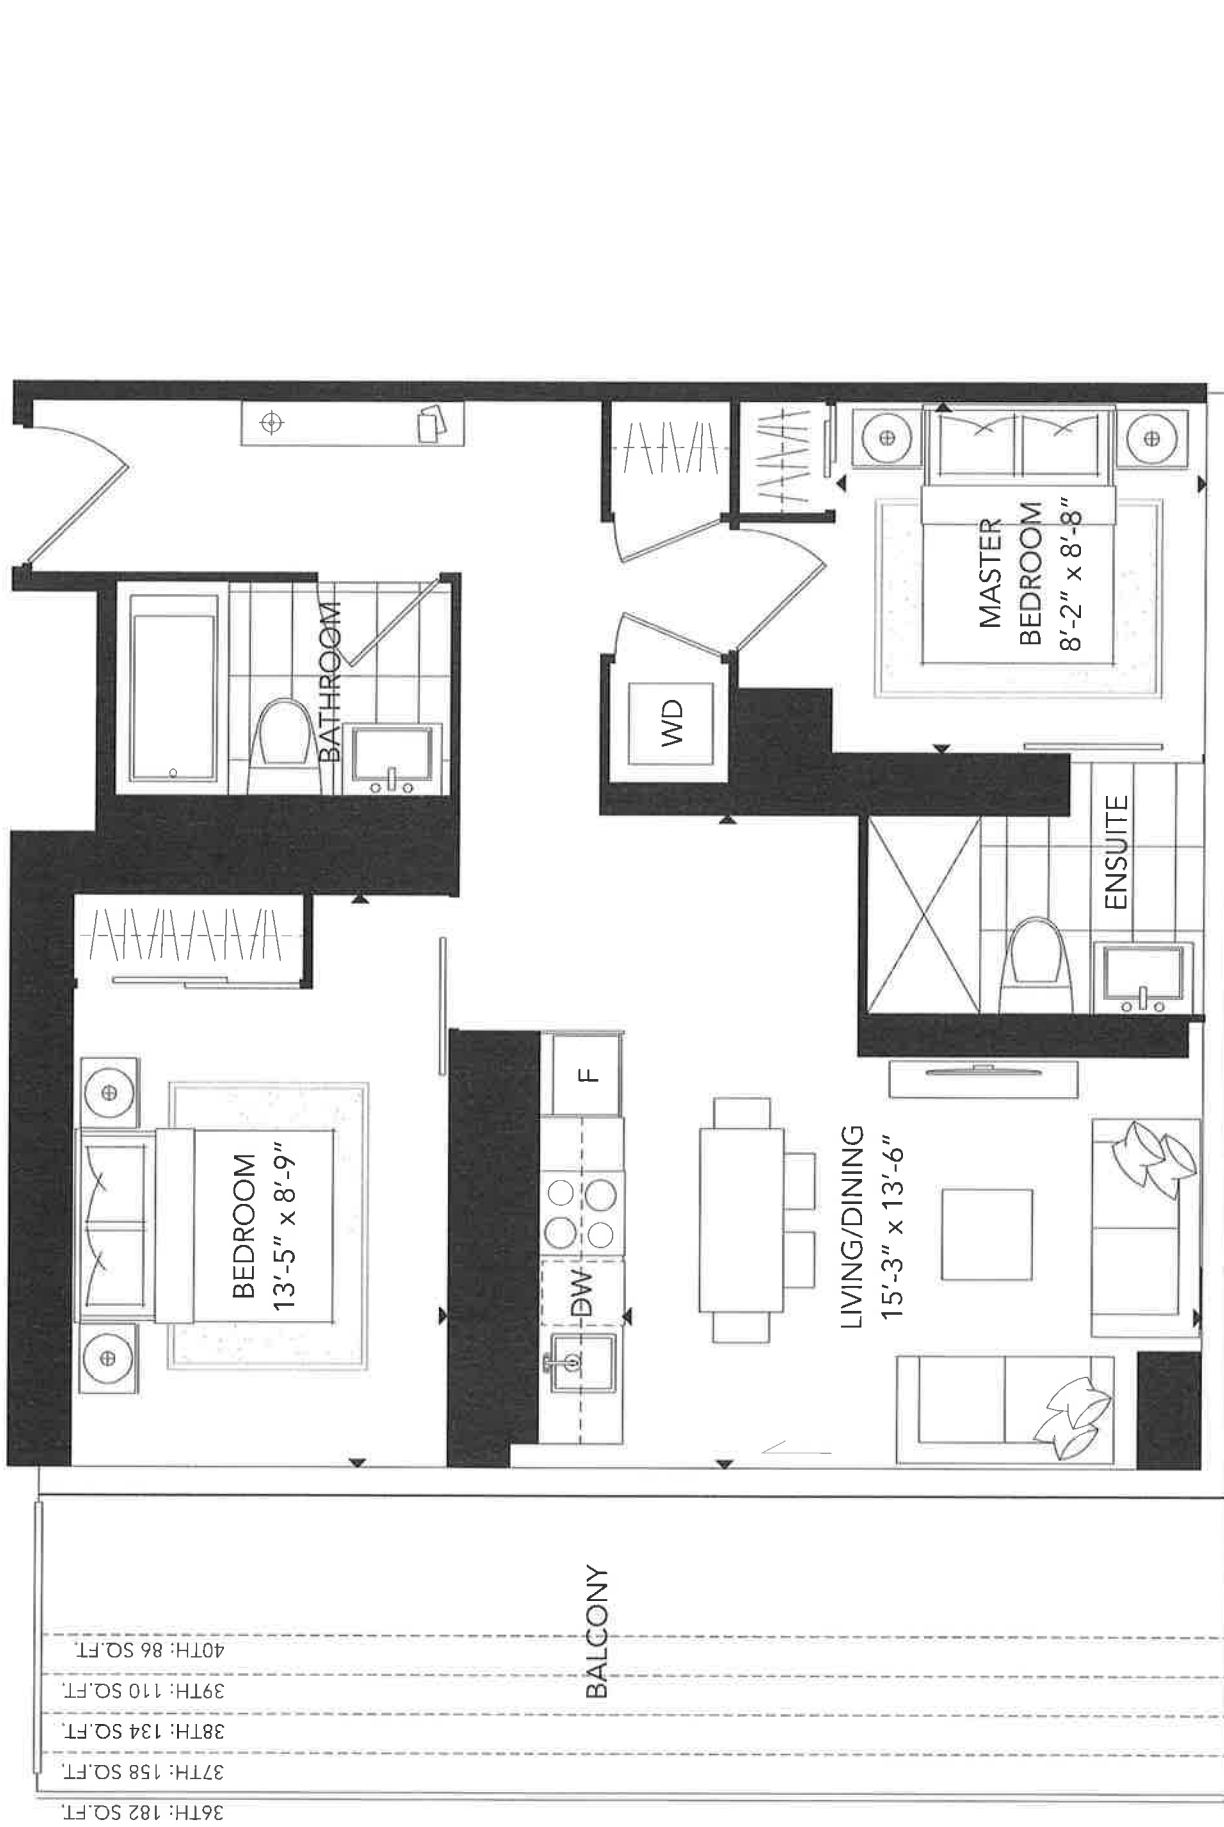 BATHROOM
WD
MASTER
BEDROOM
8'-2" x 8'-8"
ENSUITE
BEDROOM
13'-5" x 8'-9"
F
DW
LIVING/DINING
15'-3" x 13'-6"
BALCONY
40TH: 86 SQ.FT.
39TH: 110 SQ.FT.
38TH: 134 SQ.FT.
37TH: 158 SQ.FT.
36TH: 182 SQ.FT.